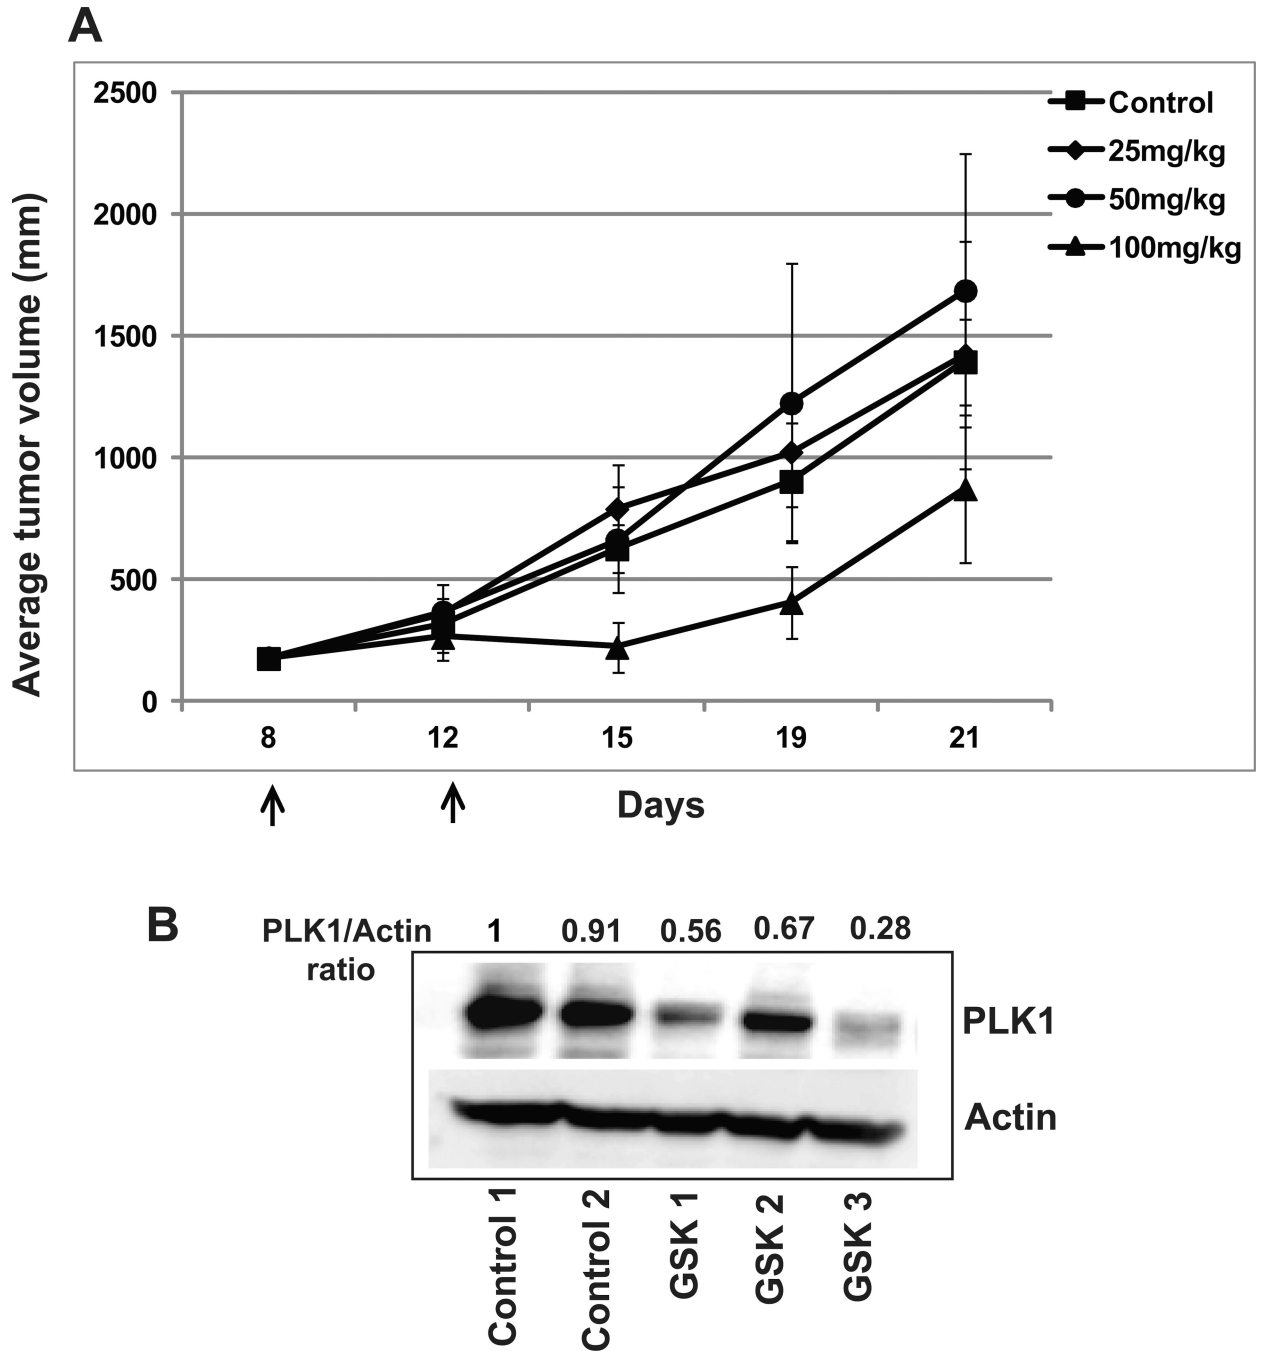 A
2500
2000
1500
1000
500
0
Average tumor volume (mm)
8 12 15 19 21
Days
Control
25mg/kg
50mg/kg
100mg/kg
B
PLK1/Actin 1 0.91 0.56 0.67 0.28
ratio
PLK1
Actin
Control 1
Control 2
GSK 1
GSK 2
GSK 3